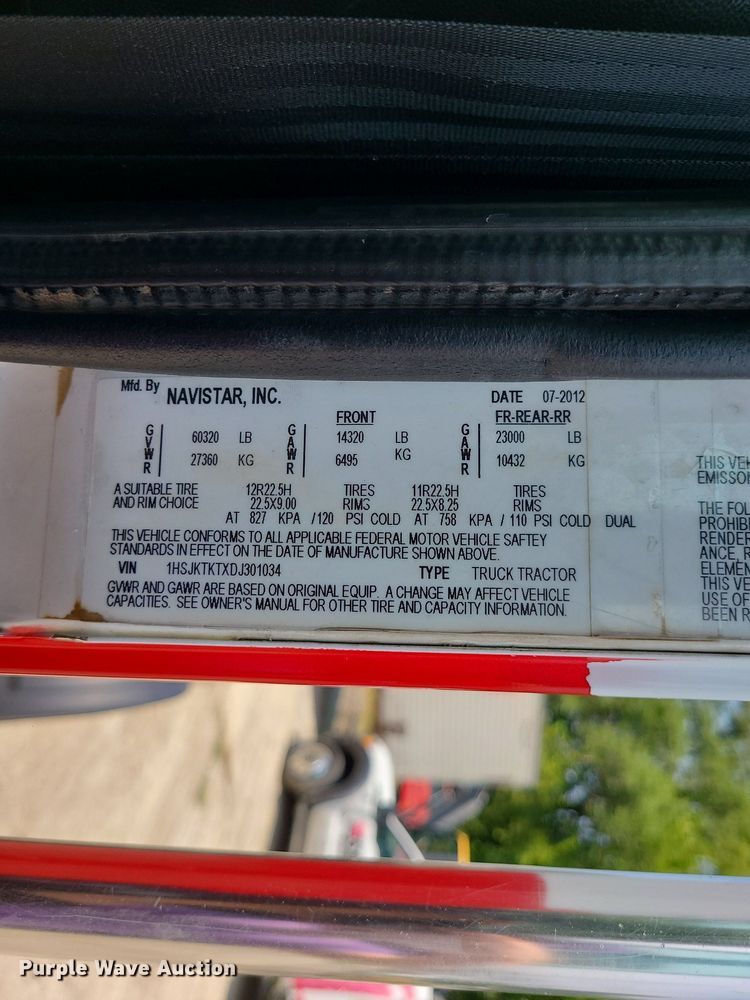 Mfd. By NAVISTAR, INC. DATE 07-2012
FRONT FR-REAR-RR
GVWR 60320 LB GAWR 14320 LB GAWR 23000 LB
27360 KG 6495 KG 10432 KG
A SUITABLE TIRE 12R22.5H TIRES 11R22.5H TIRES
AND RIM CHOICE 22.5X9.00 RIMS 22.5X8.25 RIMS
AT 827 KPA /120 PSI COLD AT 758 KPA / 110 PSI COLD DUAL
THIS VEHICLE CONFORMS TO ALL APPLICABLE FEDERAL MOTOR VEHICLE SAFTEY
STANDARDS IN EFFECT ON THE DATE OF MANUFACTURE SHOWN ABOVE.
VIN 1HSJKTKTXDJ301034 TYPE TRUCK TRACTOR
GVWR AND GAWR ARE BASED ON ORIGINAL EQUIP. A CHANGE MAY AFFECT VEHICLE
CAPACITIES. SEE OWNER'S MANUAL FOR OTHER TIRE AND CAPACITY INFORMATION.
THIS VEH
EMISSON
THE FOL
PROHIBI
RENDER
ANCE, R
ELEMEN
THIS VE
USE OF
BEEN R
Purple Wave Auction